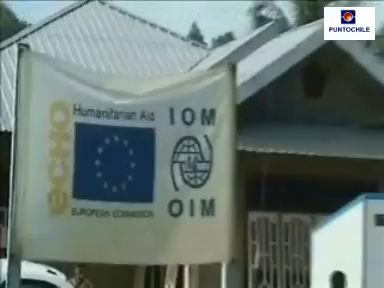 PUNTOCHILE
echo
Humanitarian Aid
EUROPEAN COMMISSION
IOM
OIM